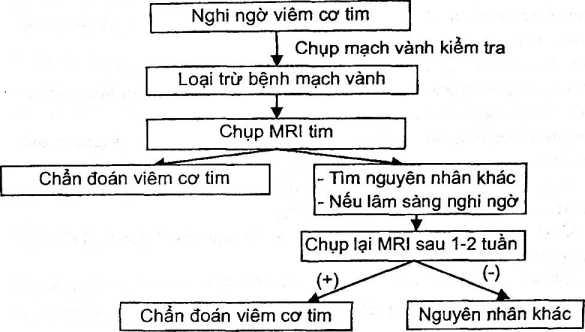 Nghi ngờ viêm cơ tim
Chụp mạch vành kiểm tra
Loại trừ bệnh mạch vành
Chụp MRI tim
Chẩn đoán viêm cơ tim
- Tìm nguyên nhân khác
- Nếu lâm sàng nghi ngờ
Chụp lại MRI sau 1-2 tuần
(+)
(-)
Chẩn đoán viêm cơ tim
Nguyên nhân khác